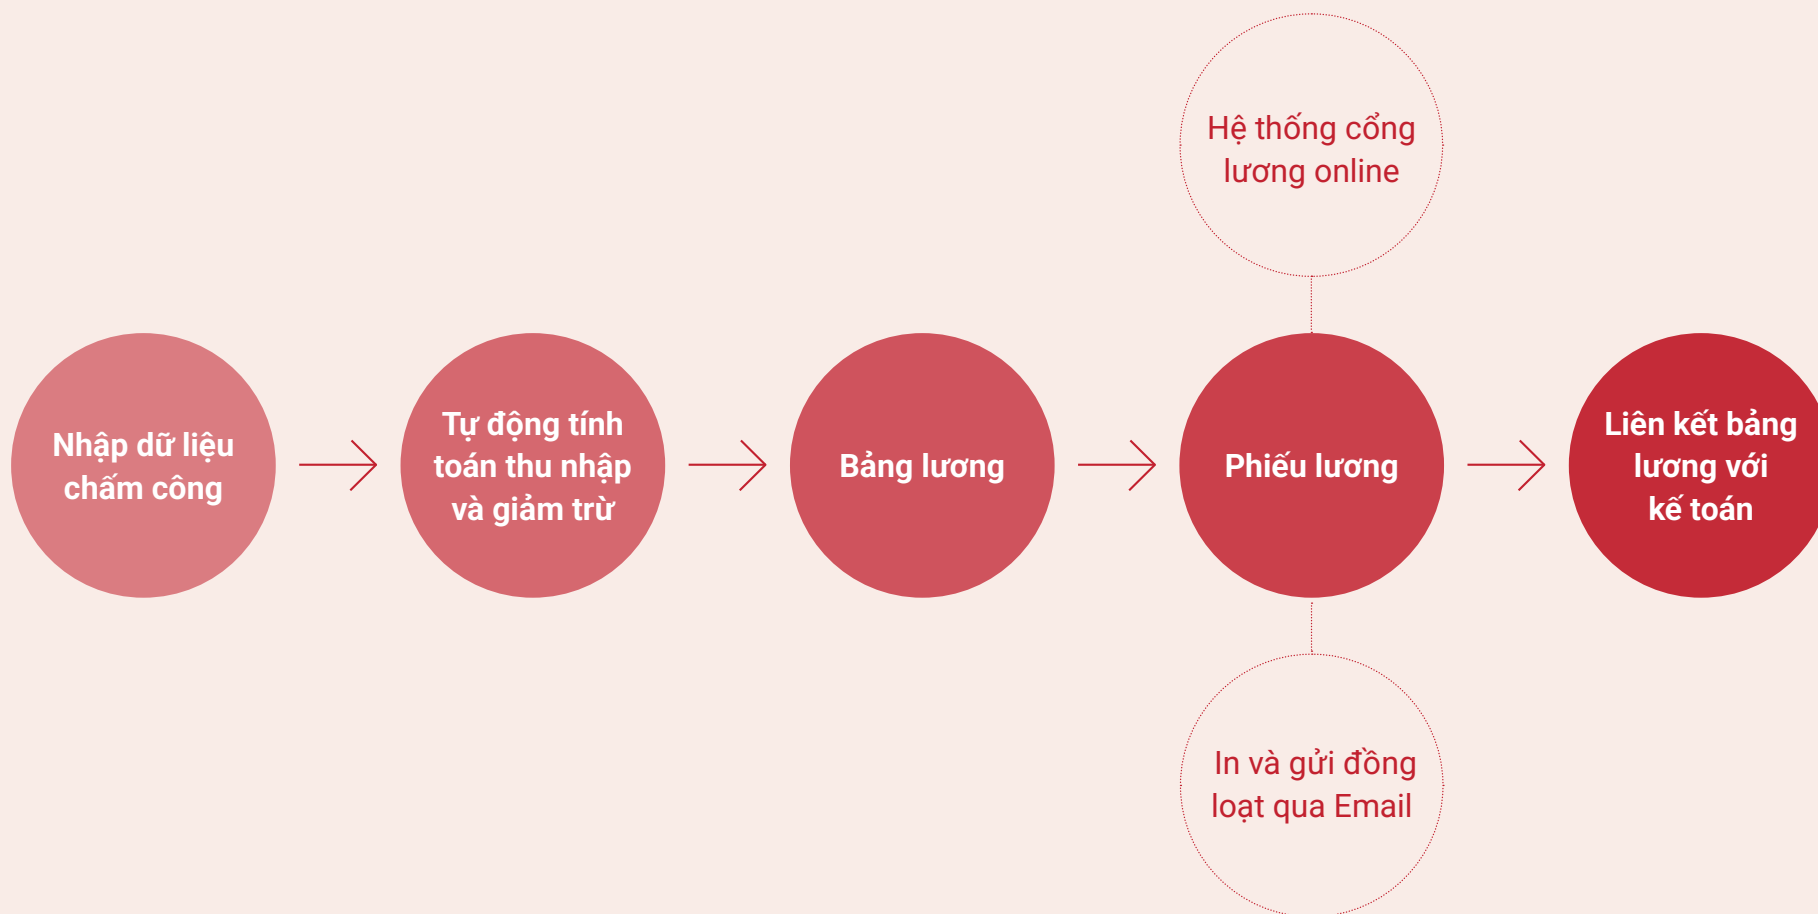 Hệ thống cổng
lương online
Nhập dữ liệu
chấm công
Tự động tính
toán thu nhập
và giảm trừ
Bảng lương
Phiếu lương
Liên kết bảng
lương với
kế toán
In và gửi đồng
loạt qua Email